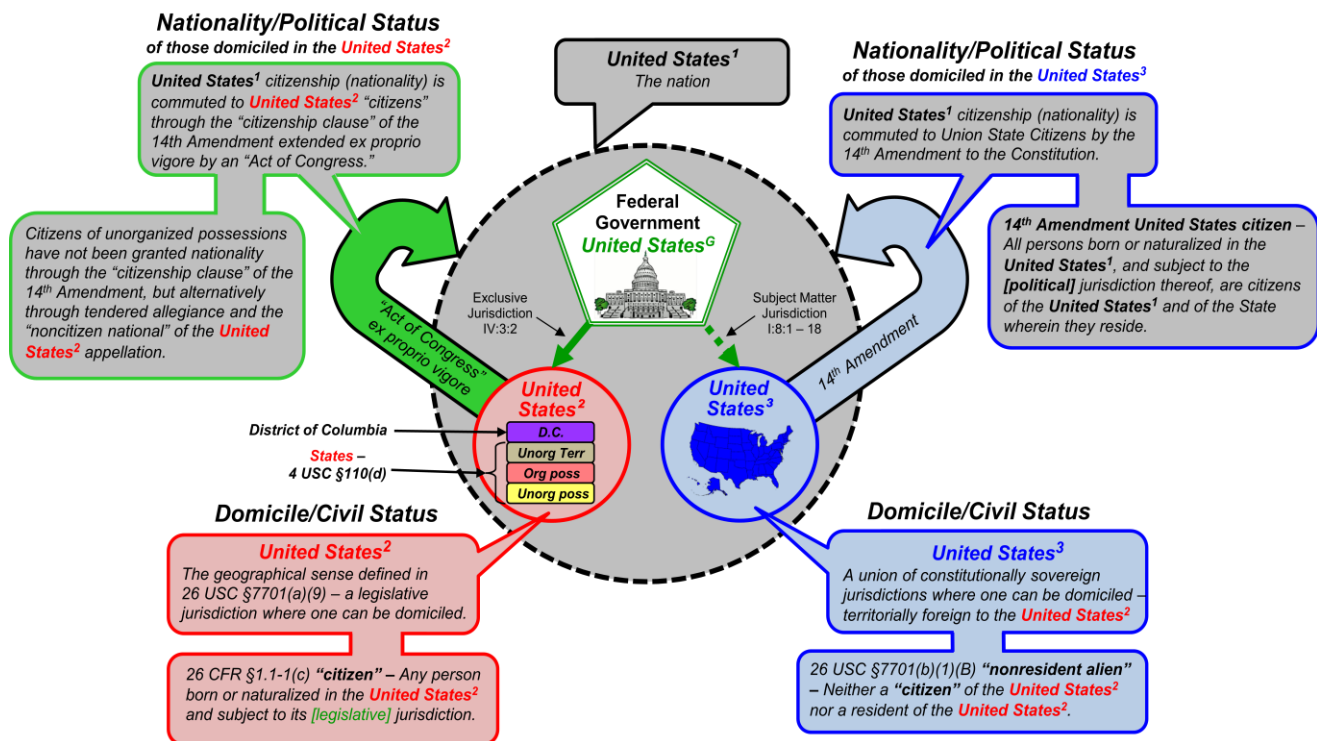 Nationality/Political Status
of those domiciled in the United States²
United States¹ citizenship (nationality) is
commuted to United States² “citizens”
through the “citizenship clause” of the
14th Amendment extended ex proprio
vigore by an “Act of Congress.”
Citizens of unorganized possessions
have not been granted nationality
through the “citizenship clause” of the
14th Amendment, but alternatively
through tendered allegiance and the
“noncitizen national” of the United
States² appellation.
United States¹
The nation
Nationality/Political Status
of those domiciled in the United States³
United States¹ citizenship (nationality) is
commuted to Union State Citizens by the
14th Amendment to the Constitution.
14th Amendment United States citizen –
All persons born or naturalized in the
United States¹, and subject to the
[political] jurisdiction thereof, are citizens
of the United States¹ and of the State
wherein they reside.
Federal
Government
United Statesᴳ
Exclusive
Jurisdiction
IV:3:2
Subject Matter
Jurisdiction
I:8:1 – 18
“Act of Congress”
ex proprio vigore
14th Amendment
United
States²
D.C.
Unorg Terr
Org poss
Unorg poss
District of Columbia
States –
4 USC §110(d)
United
States³
Domicile/Civil Status
United States²
The geographical sense defined in
26 USC §7701(a)(9) – a legislative
jurisdiction where one can be domiciled.
26 CFR §1.1-1(c) “citizen” – Any person
born or naturalized in the United States²
and subject to its [legislative] jurisdiction.
Domicile/Civil Status
United States³
A union of constitutionally sovereign
jurisdictions where one can be domiciled –
territorially foreign to the United States²
26 USC §7701(b)(1)(B) “nonresident alien”
– Neither a “citizen” of the United States²
nor a resident of the United States².